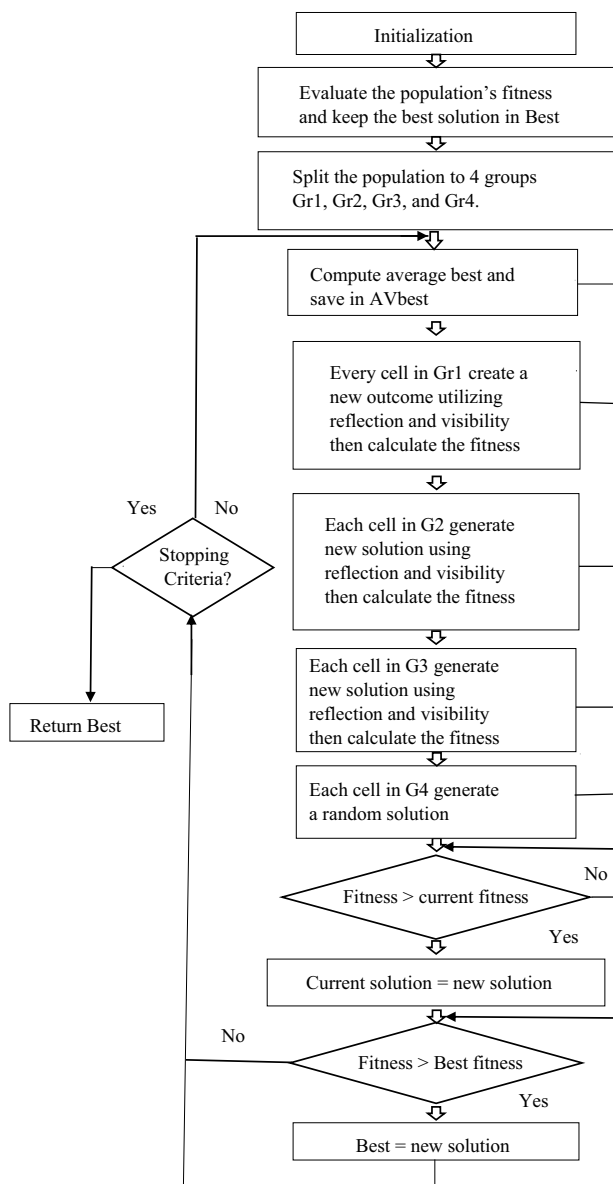 Initialization
Evaluate the population's fitness
and keep the best solution in Best
Split the population to 4 groups
Gr1, Gr2, Gr3, and Gr4.
Compute average best and
save in AVbest
Every cell in Gr1 create a
new outcome utilizing
reflection and visibility
then calculate the fitness
Yes No
Stopping
Criteria?
Each cell in G2 generate
new solution using
reflection and visibility
then calculate the fitness
Return Best
Each cell in G3 generate
new solution using
reflection and visibility
then calculate the fitness
Each cell in G4 generate
a random solution
No
Fitness > current fitness
Yes
Current solution = new solution
No
Fitness > Best fitness
Yes
Best = new solution